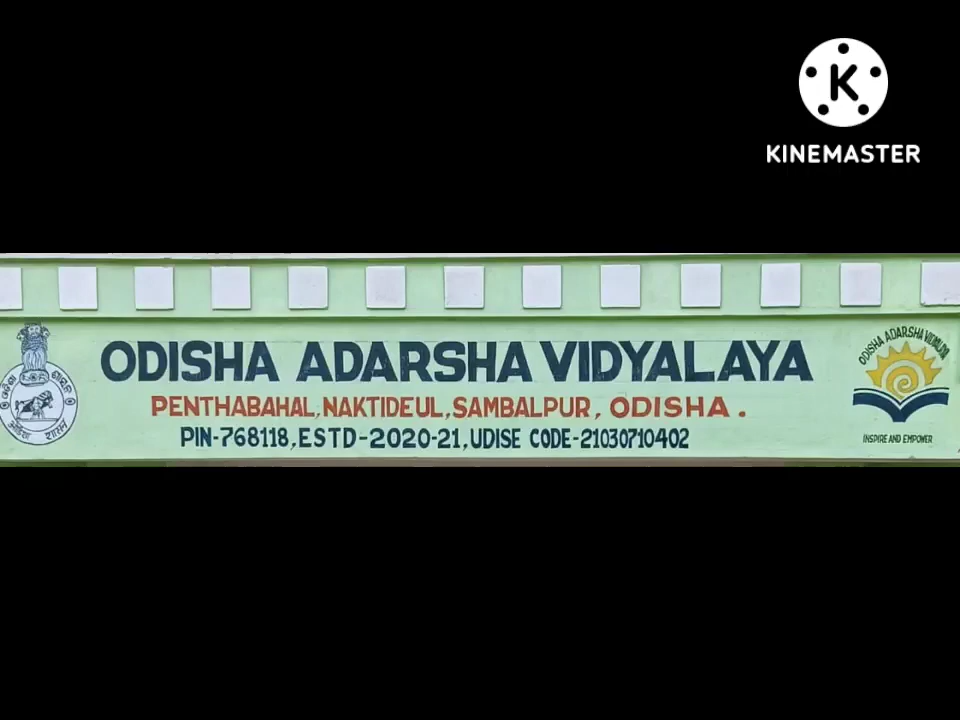 KINEMASTER
ODISHA ADARSHA VIDYALAYA
PENTHABAHAL, NAKTIDEUL, SAMBALPUR, ODISHA.
PIN-768118, ESTD-2020-21, UDISE CODE-21030710402
ODISHA ADARSHA VIDYALAYA
INSPIRE AND EMPOWER